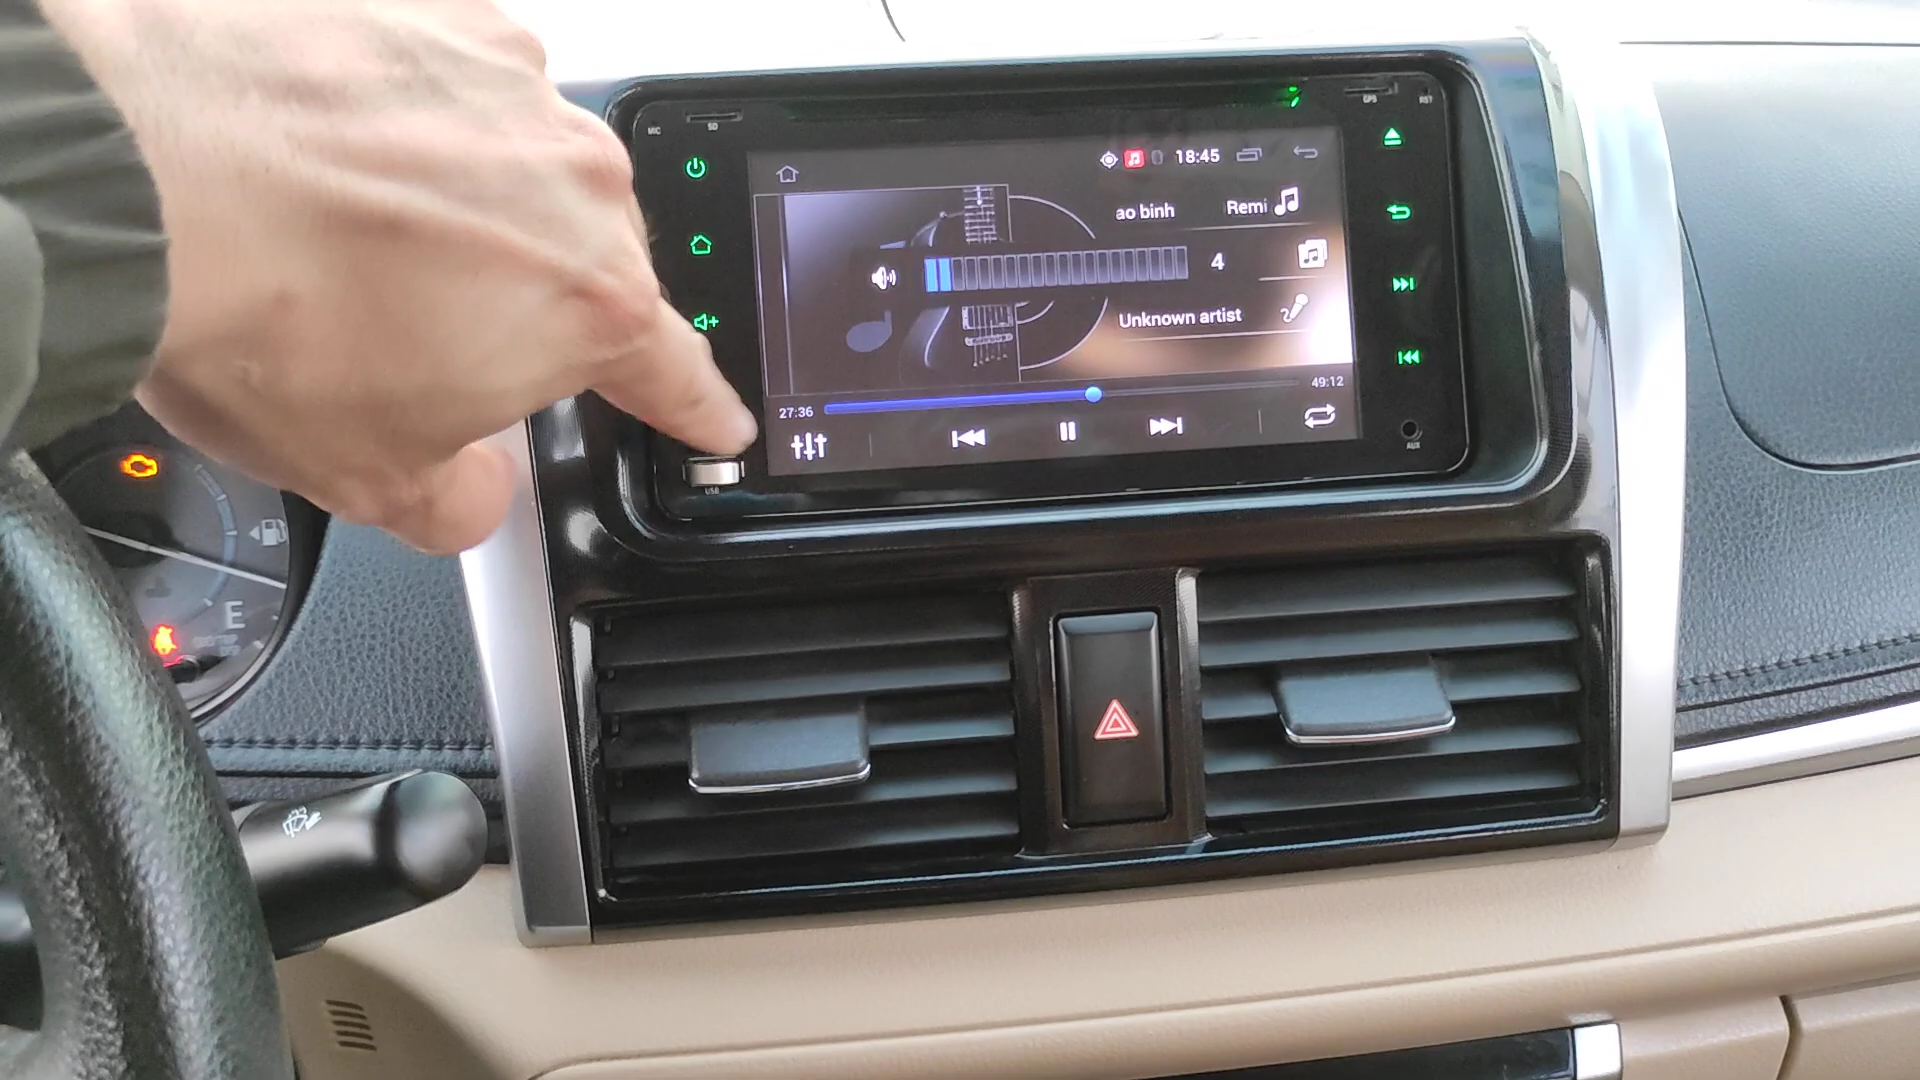 MIC
SD
GPS
RST
18:45
ao binh
Remi
4
Unknown artist
27:36
49:12
USB
AUX
E